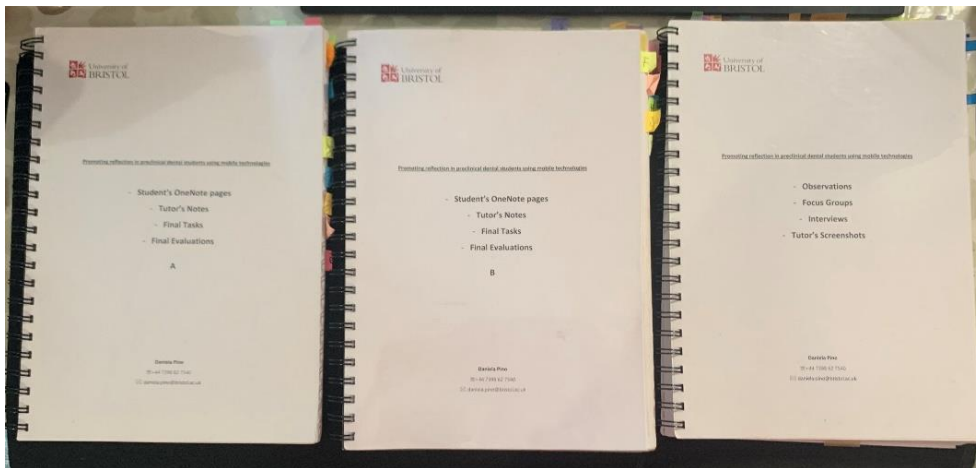 University of
BRISTOL
Promoting reflection in preclinical dental students using mobile technologies
- Student's OneNote pages
- Tutor's Notes
- Final Tasks
- Final Evaluations
A
Daniela Pino
University of
BRISTOL
Promoting reflection in preclinical dental students using mobile technologies
- Student's OneNote pages
- Tutor's Notes
- Final Tasks
- Final Evaluations
B
Daniela Pino
University of
BRISTOL
Promoting reflection in preclinical dental students using mobile technologies
- Observations
- Focus Groups
- Interviews
- Tutor's Screenshots
Daniela Pino